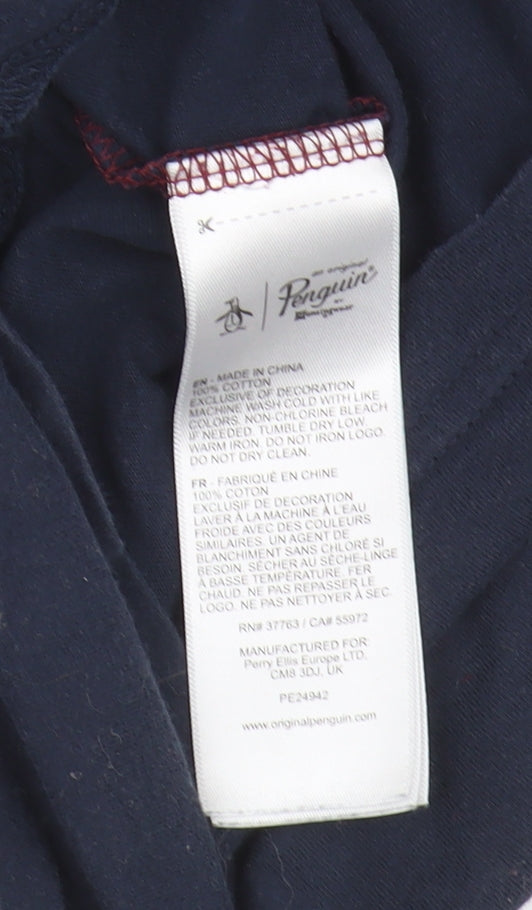 an original
Penguin®
BY
Munsingwear
EN - MADE IN CHINA
100% COTTON
EXCLUSIVE OF DECORATION
MACHINE WASH COLD WITH LIKE
COLORS. NON-CHLORINE BLEACH
IF NEEDED. TUMBLE DRY LOW.
WARM IRON. DO NOT IRON LOGO.
DO NOT DRY CLEAN.
FR - FABRIQUÉ EN CHINE
100% COTON
EXCLUSIF DE DECORATION
LAVER À LA MACHINE À L'EAU
FROIDE AVEC DES COULEURS
SIMILAIRES. UN AGENT DE
BLANCHIMENT SANS CHLORÉ SI
BESOIN. SÉCHER AU SÈCHE-LINGE
À BASSE TEMPÉRATURE. FER
CHAUD. NE PAS REPASSER LE
LOGO. NE PAS NETTOYER À SEC.
RN# 37763 / CA# 55972
MANUFACTURED FOR:
Perry Ellis Europe LTD.
CM8 3DJ, UK
PE24942
www.originalpenguin.com